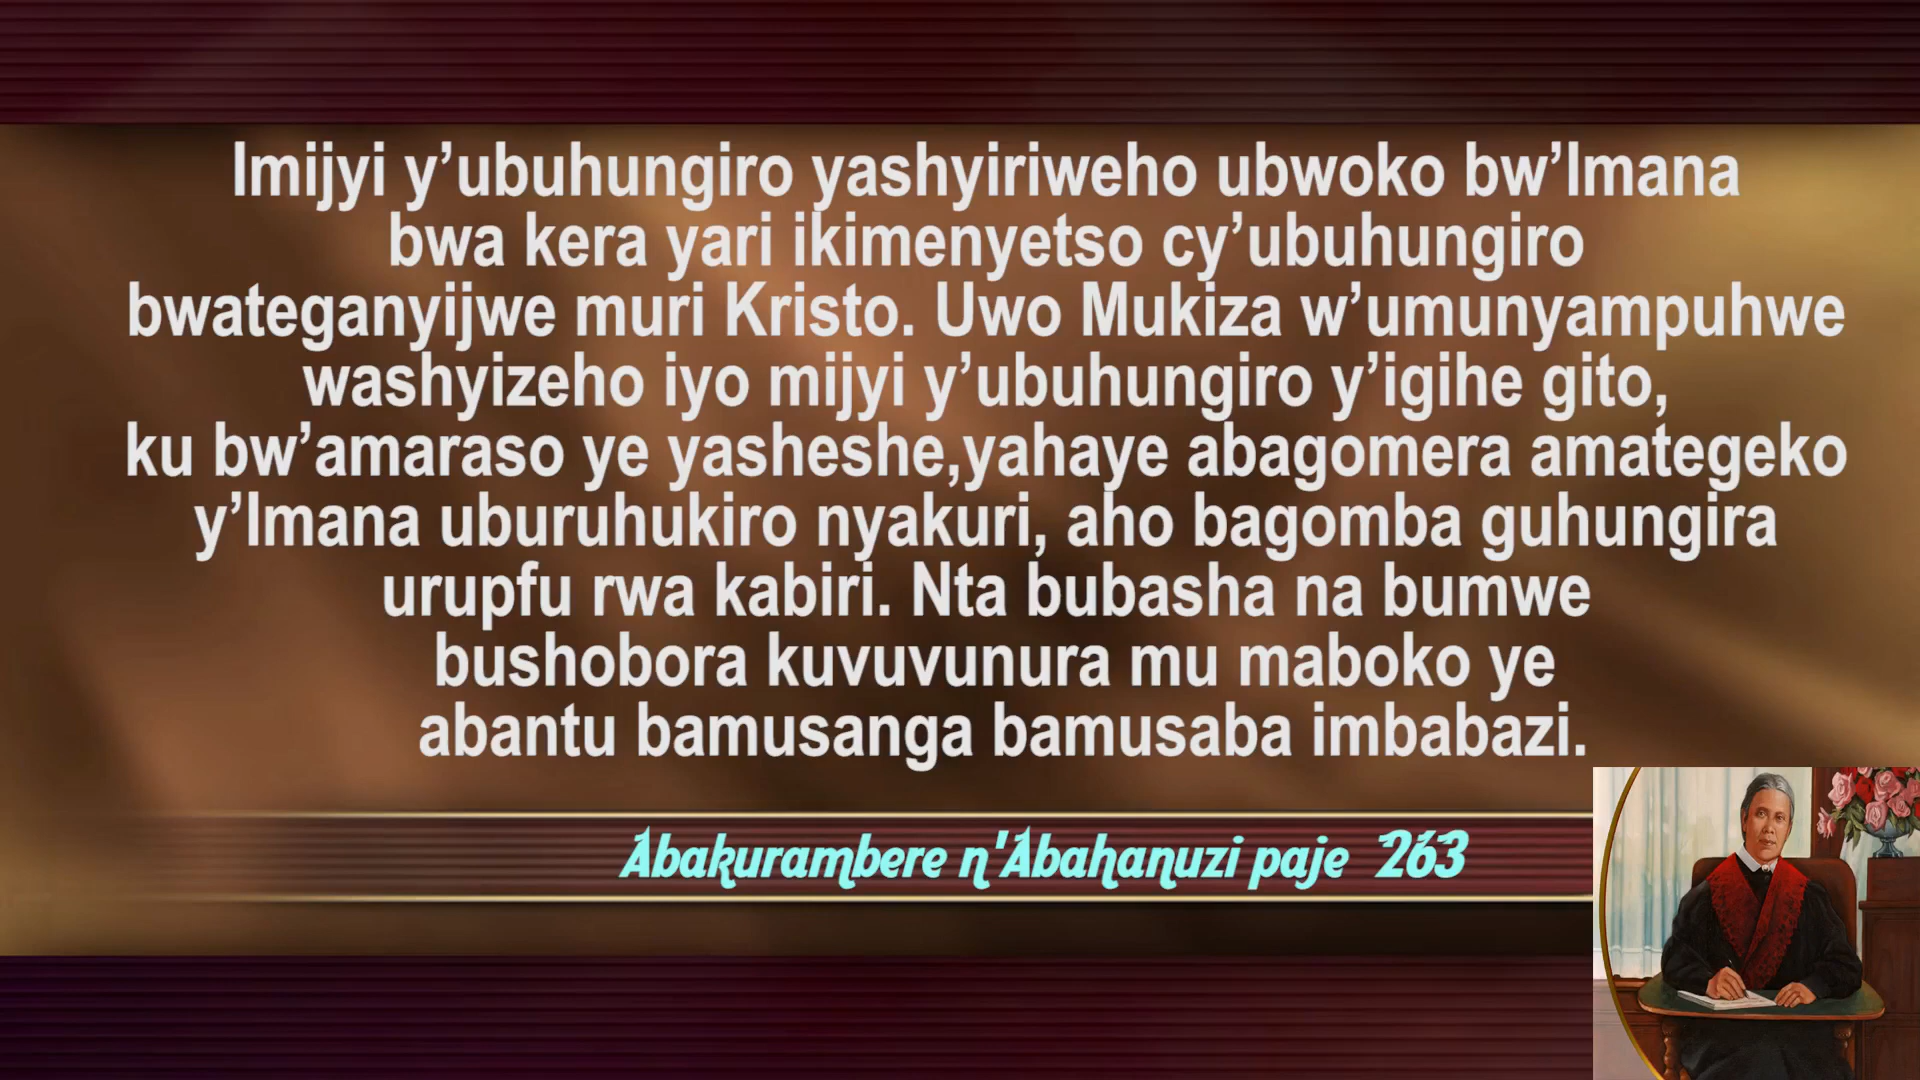 Imijyi y’ubuhungiro yashyiriweho ubwoko bw’Imana
bwa kera yari ikimenyetso cy’ubuhungiro
bwateganyijwe muri Kristo. Uwo Mukiza w’umunyampuhwe
washyizeho iyo mijyi y’ubuhungiro y’igihe gito,
ku bw’amaraso ye yasheshe,yahaye abagomera amategeko
y’Imana uburuhukiro nyakuri, aho bagomba guhungira
urupfu rwa kabiri. Nta bubasha na bumwe
bushobora kuvuvunura mu maboko ye
abantu bamusanga bamusaba imbabazi.
Abakurambere n'Abahanuzi paje 263